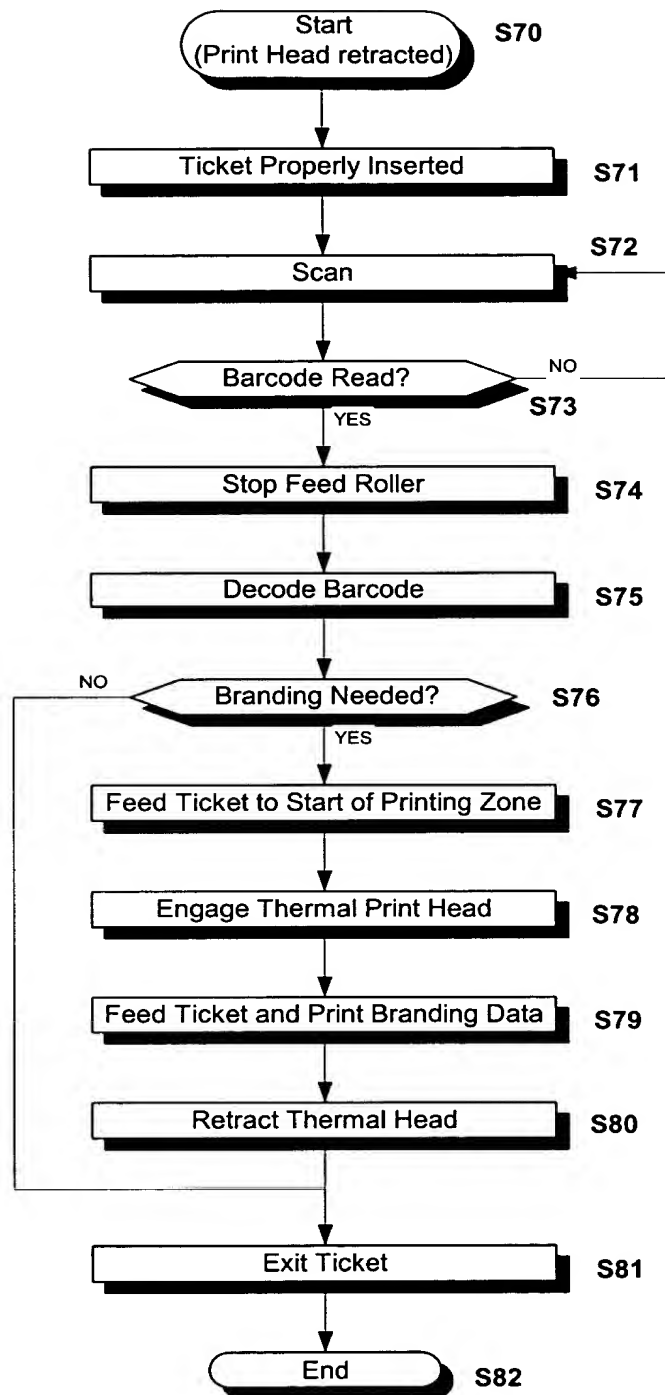 Start
(Print Head retracted)
S70
Ticket Properly Inserted
S71
S72
Scan
Barcode Read?
NO
S73
YES
Stop Feed Roller
S74
Decode Barcode
S75
NO
Branding Needed?
S76
YES
Feed Ticket to Start of Printing Zone
S77
Engage Thermal Print Head
S78
Feed Ticket and Print Branding Data
S79
Retract Thermal Head
S80
Exit Ticket
S81
End
S82